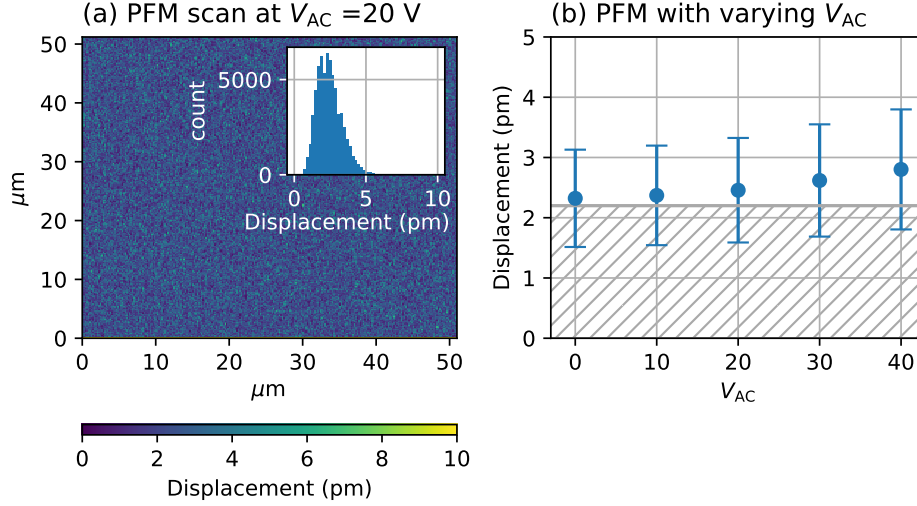 (a) PFM scan at V_AC =20 V
50
40
30
20
10
0
μm
0 10 20 30 40 50
μm
count
5000
0
0 5 10
Displacement (pm)
0 2 4 6 8 10
Displacement (pm)
(b) PFM with varying V_AC
5
4
3
2
1
0
Displacement (pm)
0 10 20 30 40
V_AC